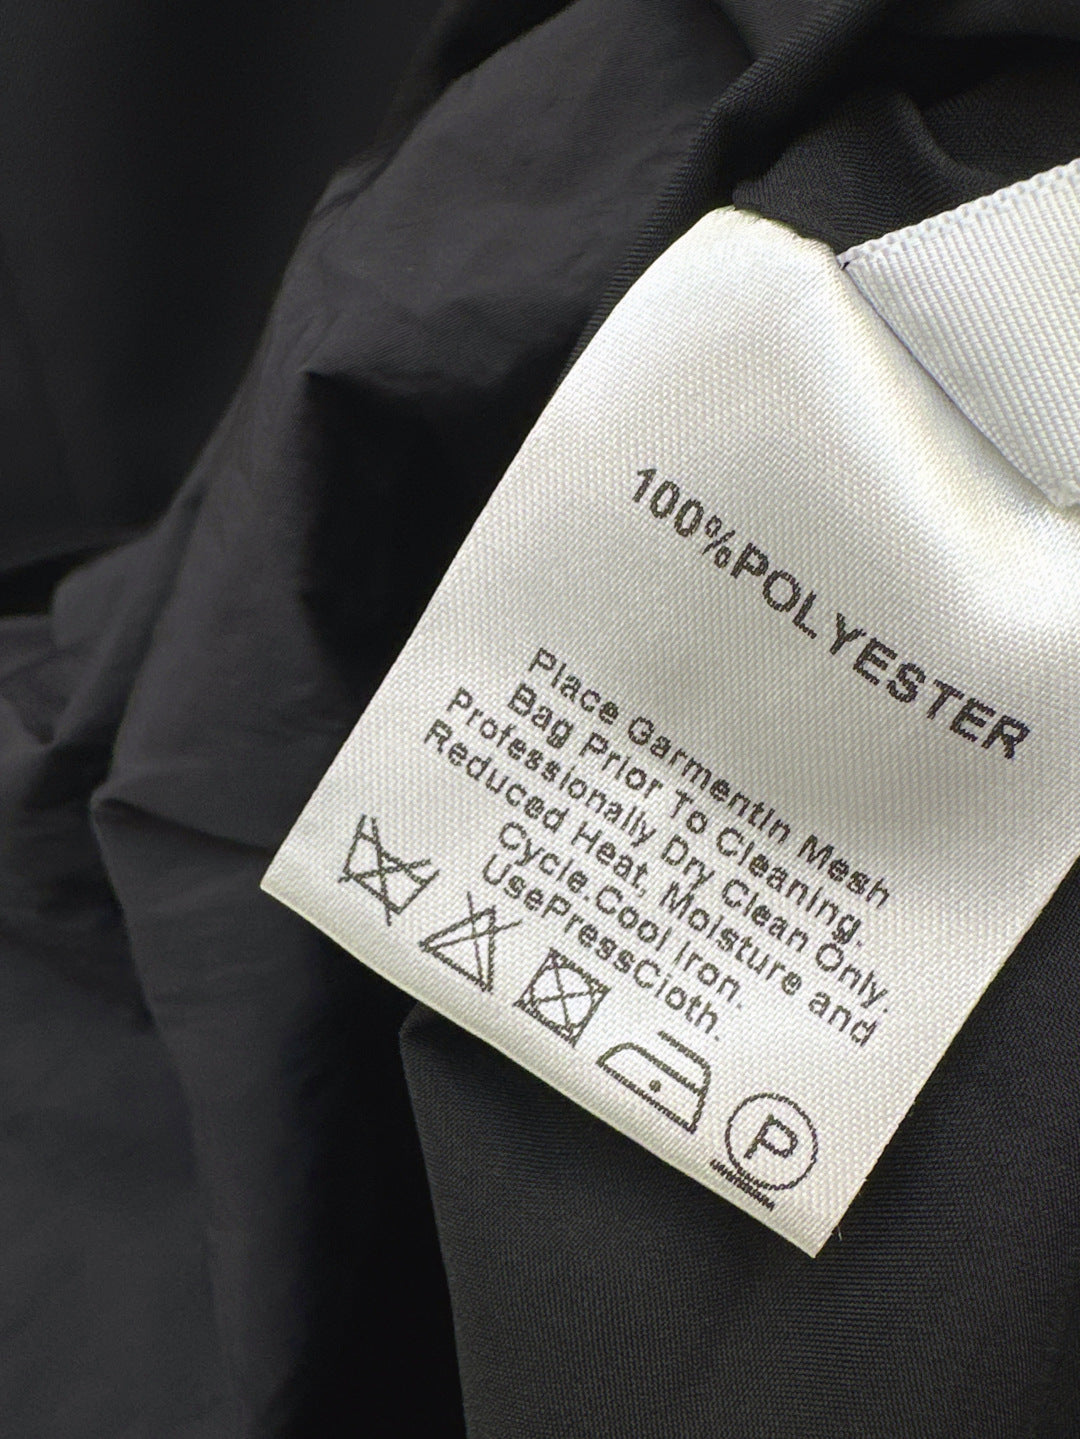 100%POLYESTER
Place Garmentin Mesh
Bag Prior To Cleaning.
Professionally Dry Clean Only.
Reduced Heat, Moisture and
Cycle.Cool Iron.
UsePressCloth.
P